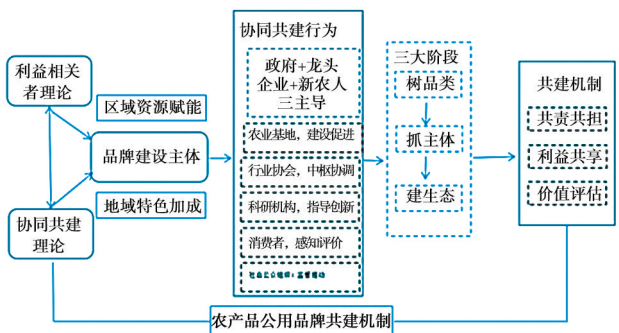 利益相关
者理论
协同共建
理论
区域资源赋能
品牌建设主体
地域特色加成
协同共建行为
政府+龙头
企业+新农人
三主导
农业基地，建设促进
行业协会，中枢协调
科研机构，指导创新
消费者，感知评价
三大阶段
树品类
抓主体
建生态
共建机制
共责共担
利益共享
价值评估
农产品公用品牌共建机制